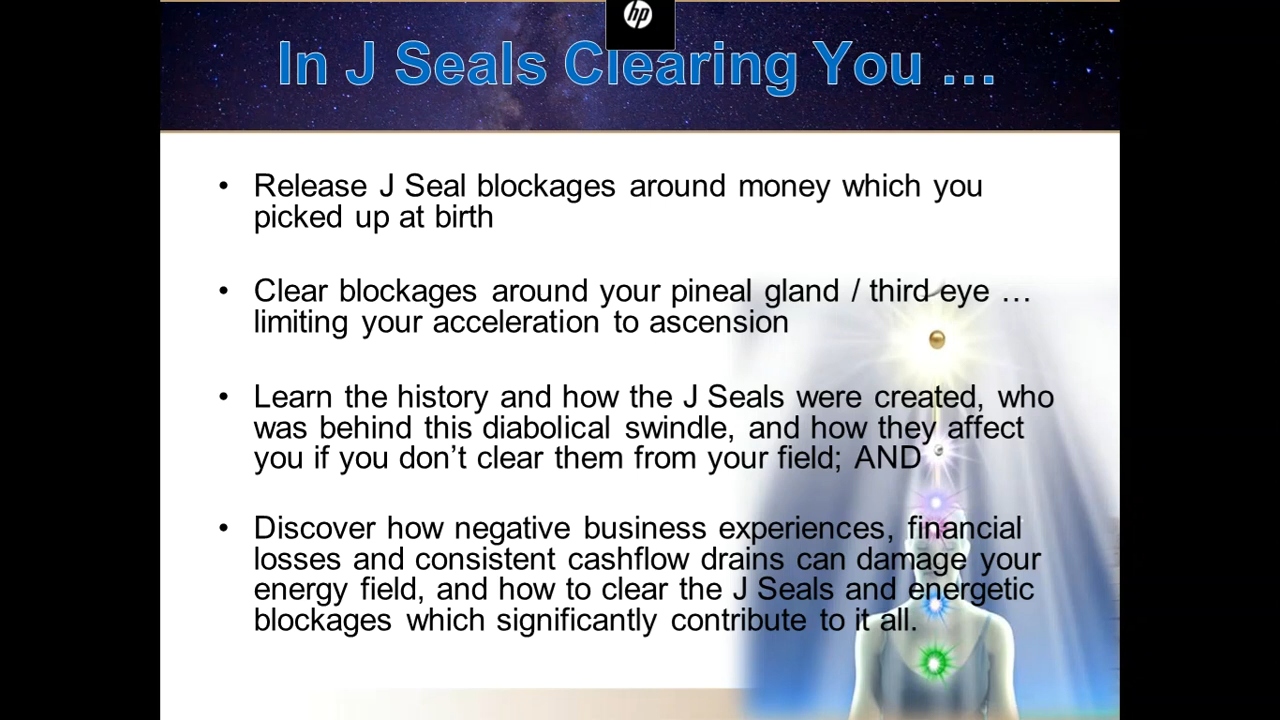 hp
In J Seals Clearing You …
• Release J Seal blockages around money which you
picked up at birth
• Clear blockages around your pineal gland / third eye …
limiting your acceleration to ascension
• Learn the history and how the J Seals were created, who
was behind this diabolical swindle, and how they affect
you if you don’t clear them from your field; AND
• Discover how negative business experiences, financial
losses and consistent cashflow drains can damage your
energy field, and how to clear the J Seals and energetic
blockages which significantly contribute to it all.